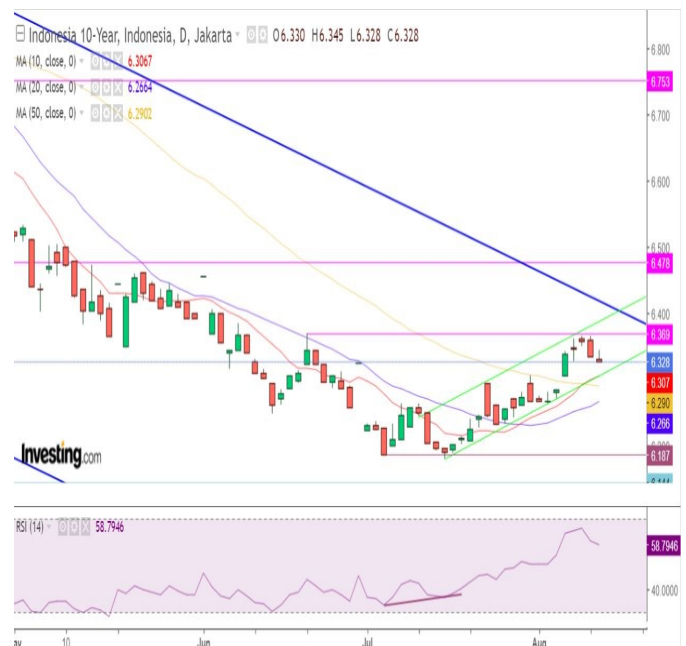 Indonesia 10-Year, Indonesia, D, Jakarta O6.330 H6.345 L6.328 C6.328
MA (10, close, 0) 6.3067
MA (20, close, 0) 6.2664
MA (50, close, 0) 6.2902
6.800
6.753
6.700
6.600
6.500
6.478
6.400
6.369
6.328
6.307
6.290
6.266
6.187
Investing.com
RSI (14) 58.7946
58.7946
40.0000
10 Jun Jul Aug